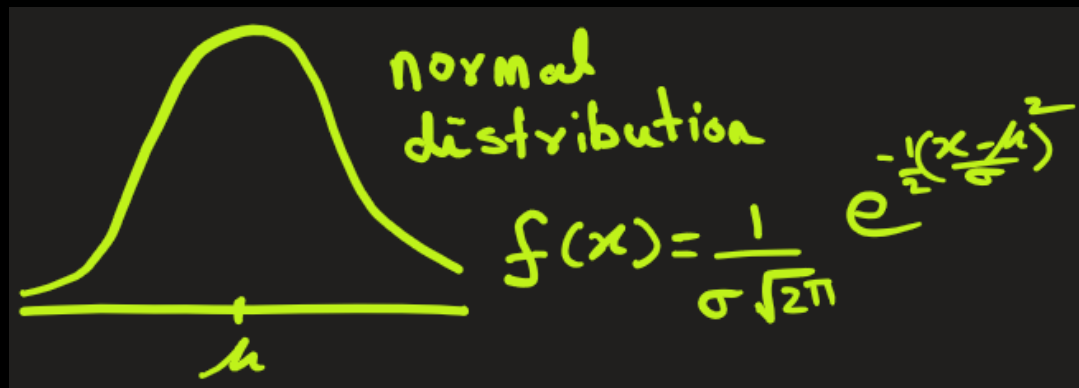 normal
distribution
f(x) = 1/(σ√2π) e^(-1/2((x-μ)/σ)^2)
μ